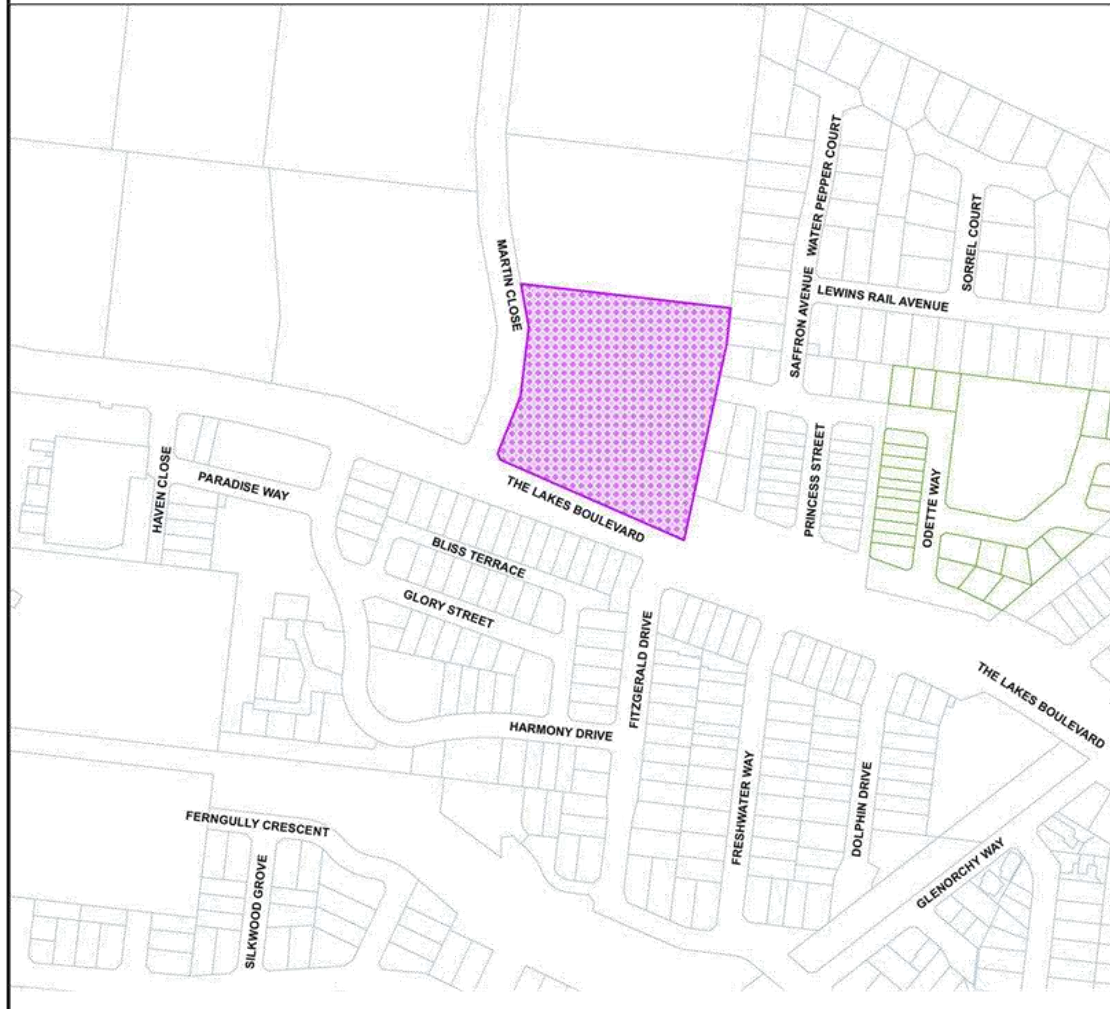 WATER PEPPER COURT
SORREL COURT
MARTIN CLOSE
LEWINS RAIL AVENUE
SAFFRON AVENUE
PRINCESS STREET
ODETTE WAY
HAVEN CLOSE
PARADISE WAY
THE LAKES BOULEVARD
BLISS TERRACE
GLORY STREET
FITZGERALD DRIVE
THE LAKES BOULEVARD
HARMONY DRIVE
FRESHWATER WAY
DOLPHIN DRIVE
FERNGULLY CRESCENT
GLENORCHY WAY
SILKWOOD GROVE